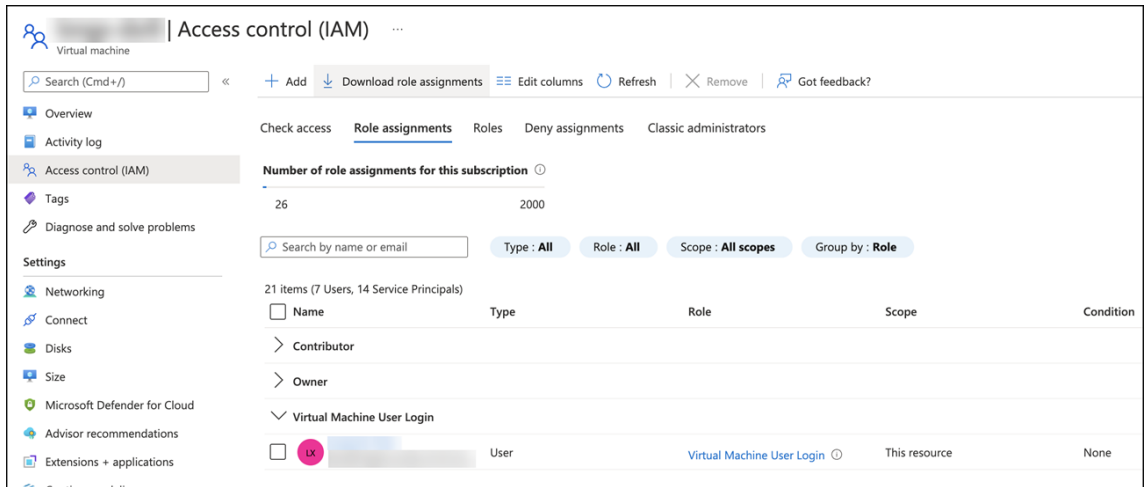 | Access control (IAM) ...
Virtual machine
Search (Cmd+/) «
Overview
Activity log
Access control (IAM)
Tags
Diagnose and solve problems
Settings
Networking
Connect
Disks
Size
Microsoft Defender for Cloud
Advisor recommendations
Extensions + applications
Add Download role assignments Edit columns Refresh Remove Got feedback?
Check access Role assignments Roles Deny assignments Classic administrators
Number of role assignments for this subscription
26 2000
Search by name or email Type : All Role : All Scope : All scopes Group by : Role
21 items (7 Users, 14 Service Principals)
Name Type Role Scope Condition
Contributor
Owner
Virtual Machine User Login
LX User Virtual Machine User Login This resource None